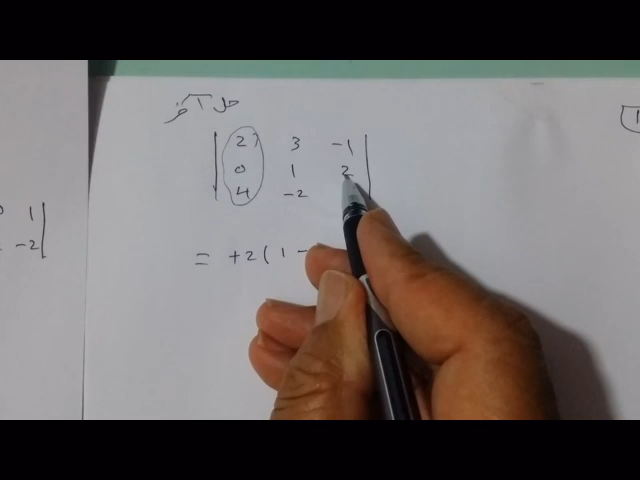 حل آخر
| 2 3 -1 |
| 0 1 2 |
| 4 -2
= +2 ( 1 -
1 |
-2 |